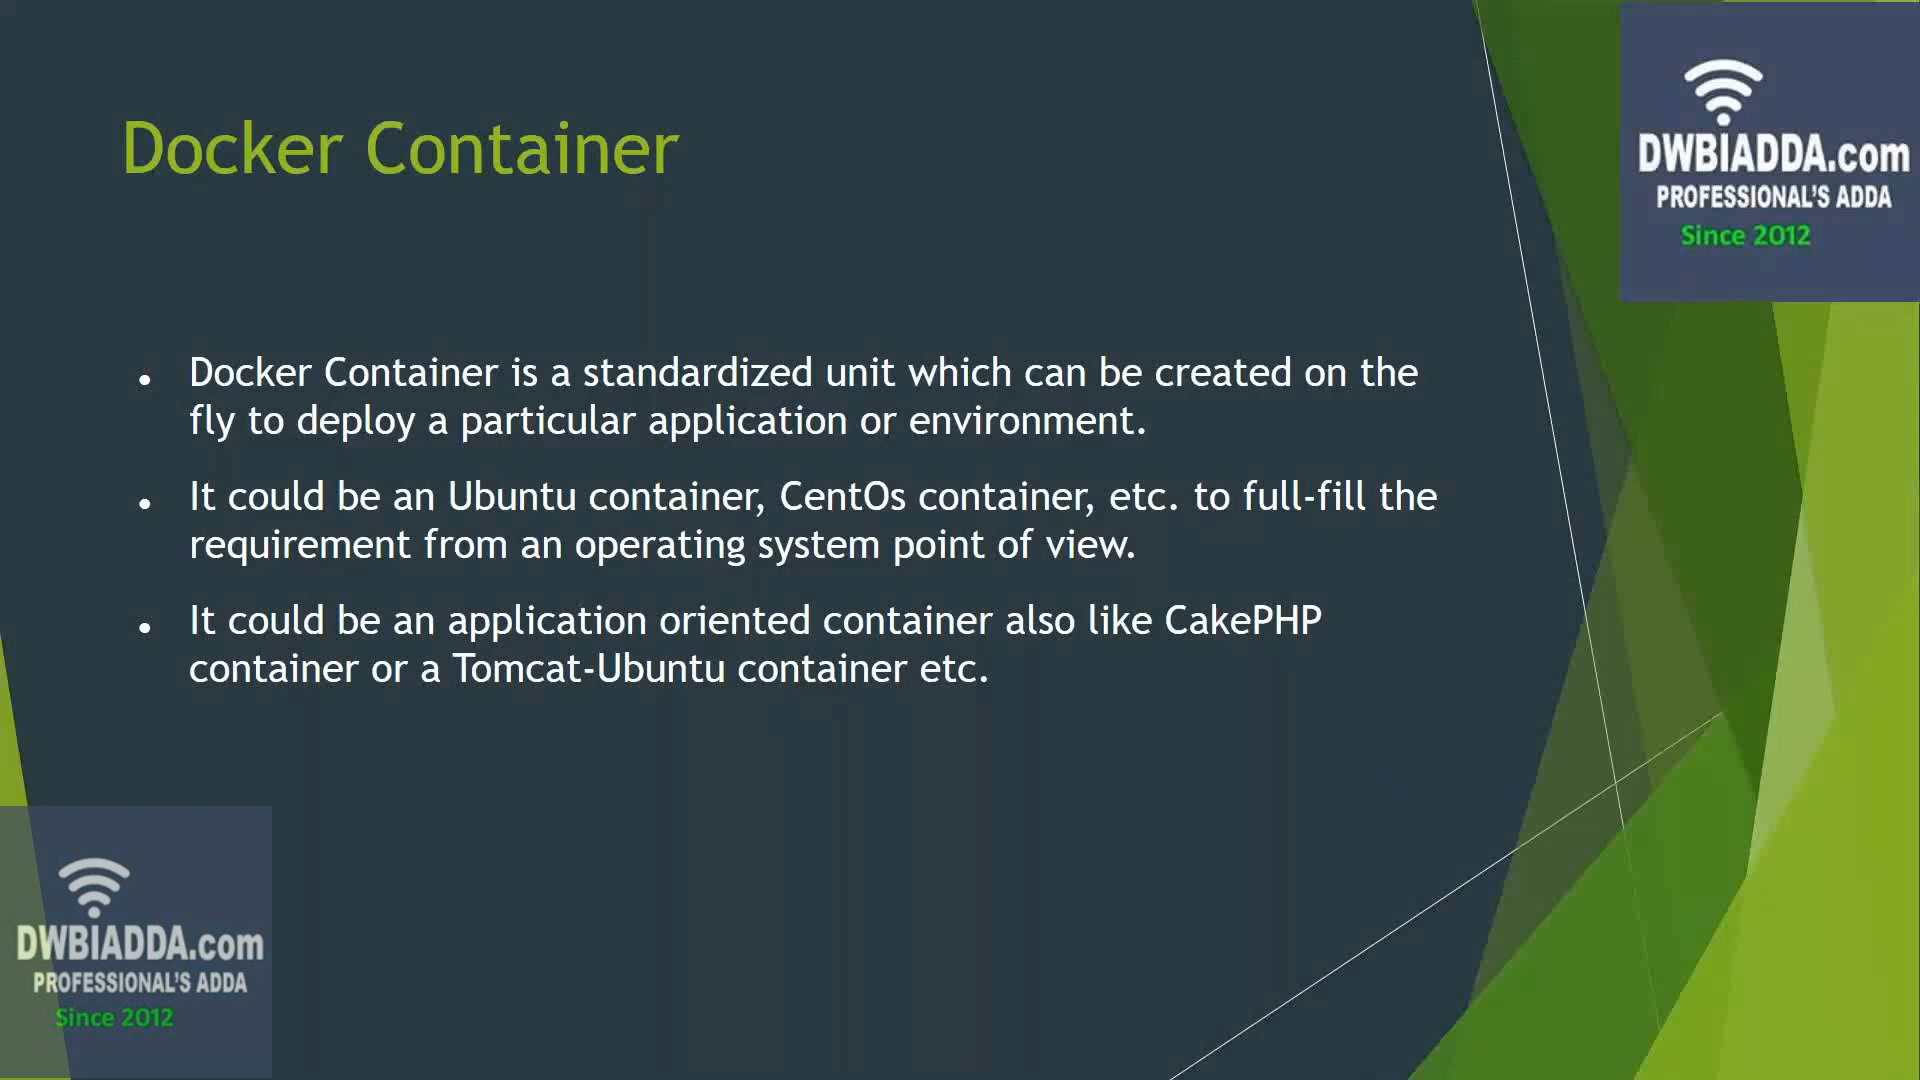 Docker Container
DWBIADDA.com
PROFESSIONAL'S ADDA
Since 2012
• Docker Container is a standardized unit which can be created on the
fly to deploy a particular application or environment.
• It could be an Ubuntu container, CentOs container, etc. to full-fill the
requirement from an operating system point of view.
• It could be an application oriented container also like CakePHP
container or a Tomcat-Ubuntu container etc.
DWBIADDA.com
PROFESSIONAL'S ADDA
Since 2012